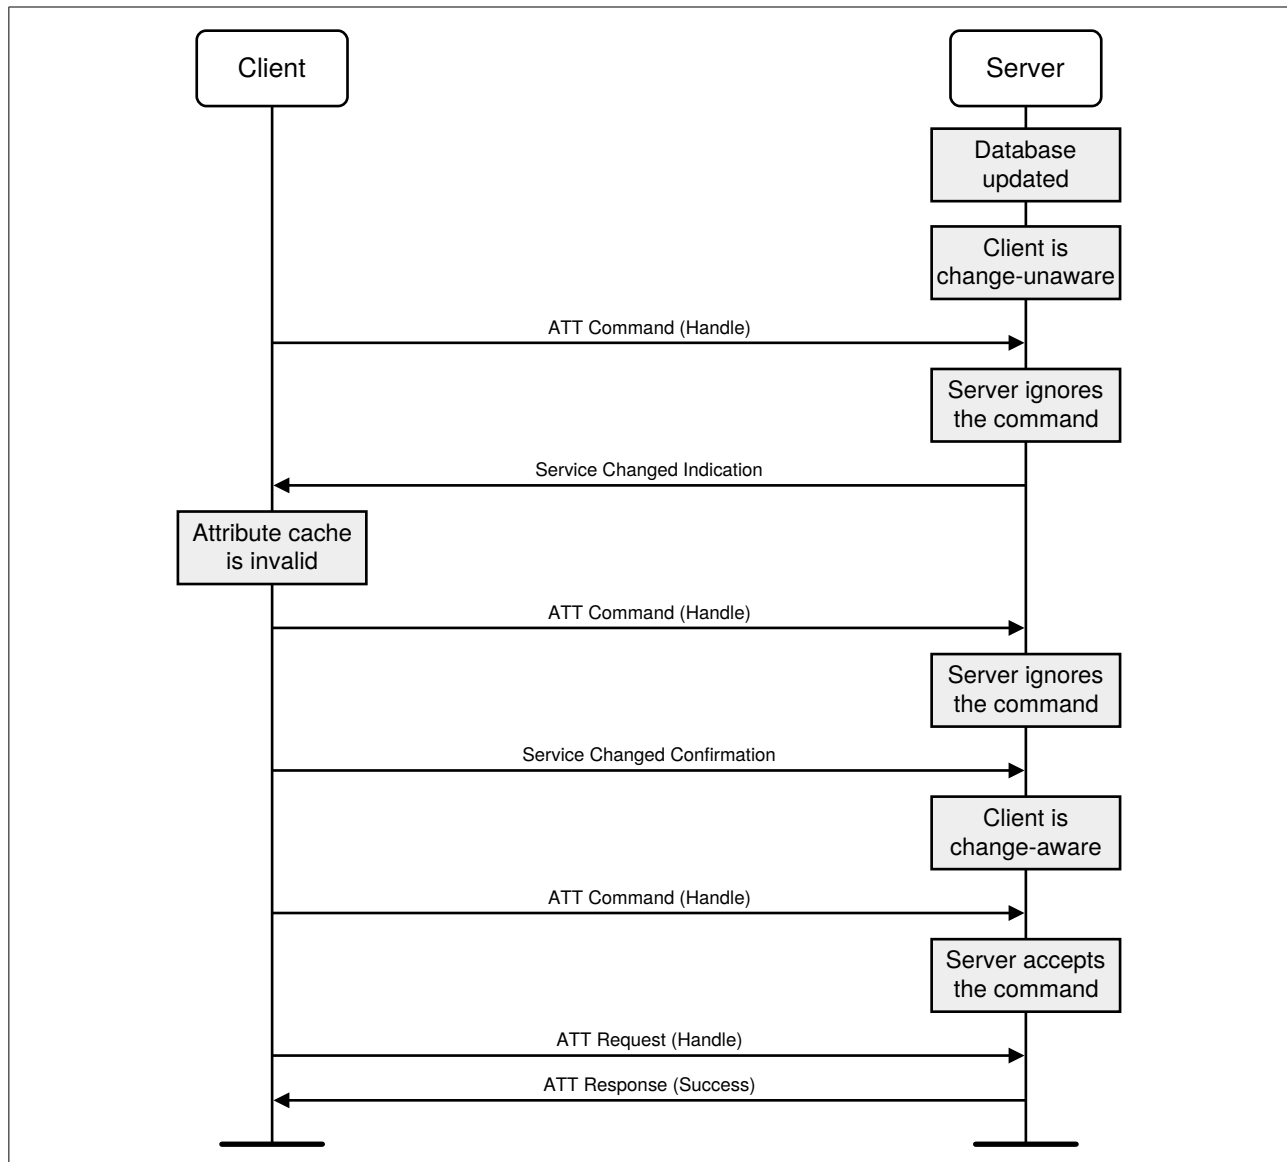 Client
Server
Database
updated
Client is
change-unaware
ATT Command (Handle)
Server ignores
the command
Service Changed Indication
Attribute cache
is invalid
ATT Command (Handle)
Server ignores
the command
Service Changed Confirmation
Client is
change-aware
ATT Command (Handle)
Server accepts
the command
ATT Request (Handle)
ATT Response (Success)